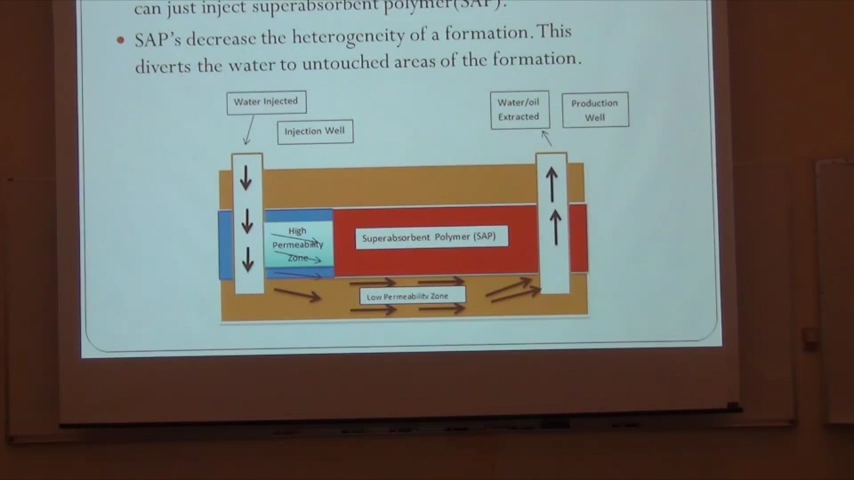 can just inject superabsorbent polymer(SAP).
• SAP's decrease the heterogeneity of a formation. This
diverts the water to untouched areas of the formation.
Water Injected
Injection Well
Water/oil
Extracted
Production
Well
High
Permeability
Zone
Superabsorbent Polymer (SAP)
Low Permeability Zone